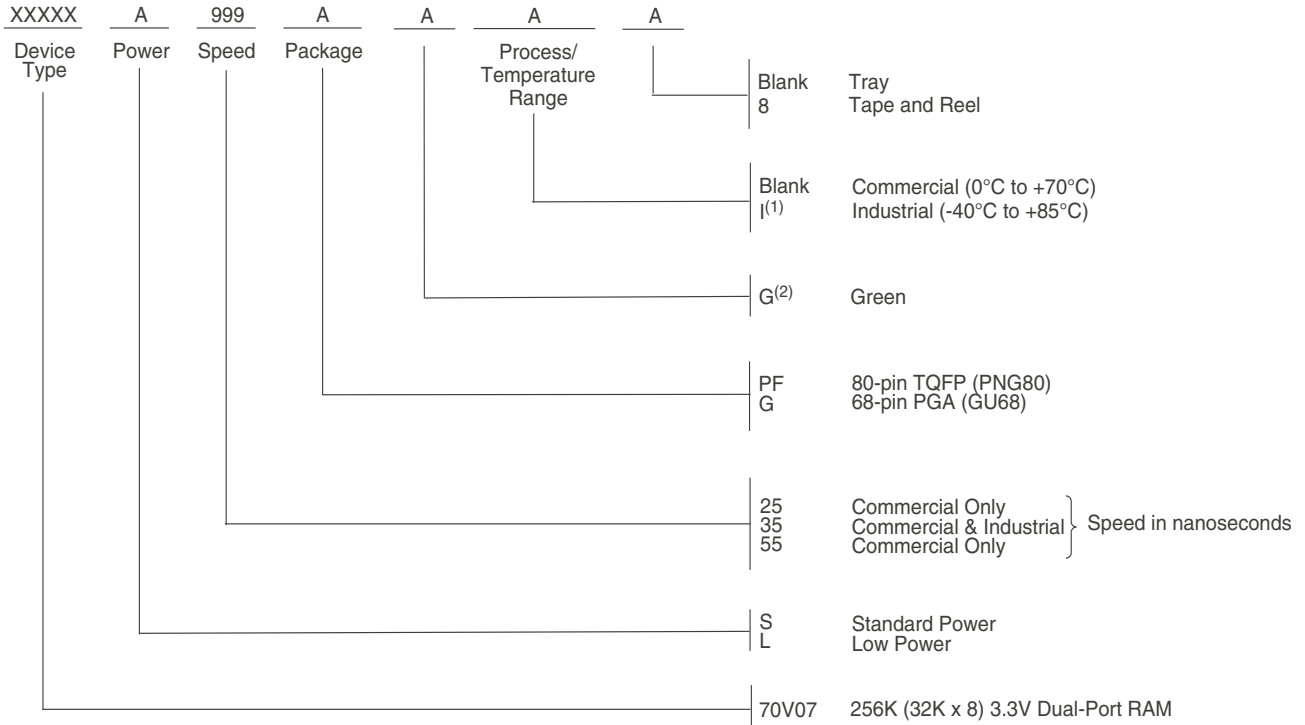 XXXXX A 999 A A A A
Device Type Power Speed Package Process/ Temperature Range
Blank Tray
8 Tape and Reel
Blank Commercial (0°C to +70°C)
I(1) Industrial (-40°C to +85°C)
G(2) Green
PF 80-pin TQFP (PNG80)
G 68-pin PGA (GU68)
25 Commercial Only
35 Commercial & Industrial Speed in nanoseconds
55 Commercial Only
S Standard Power
L Low Power
70V07 256K (32K x 8) 3.3V Dual-Port RAM